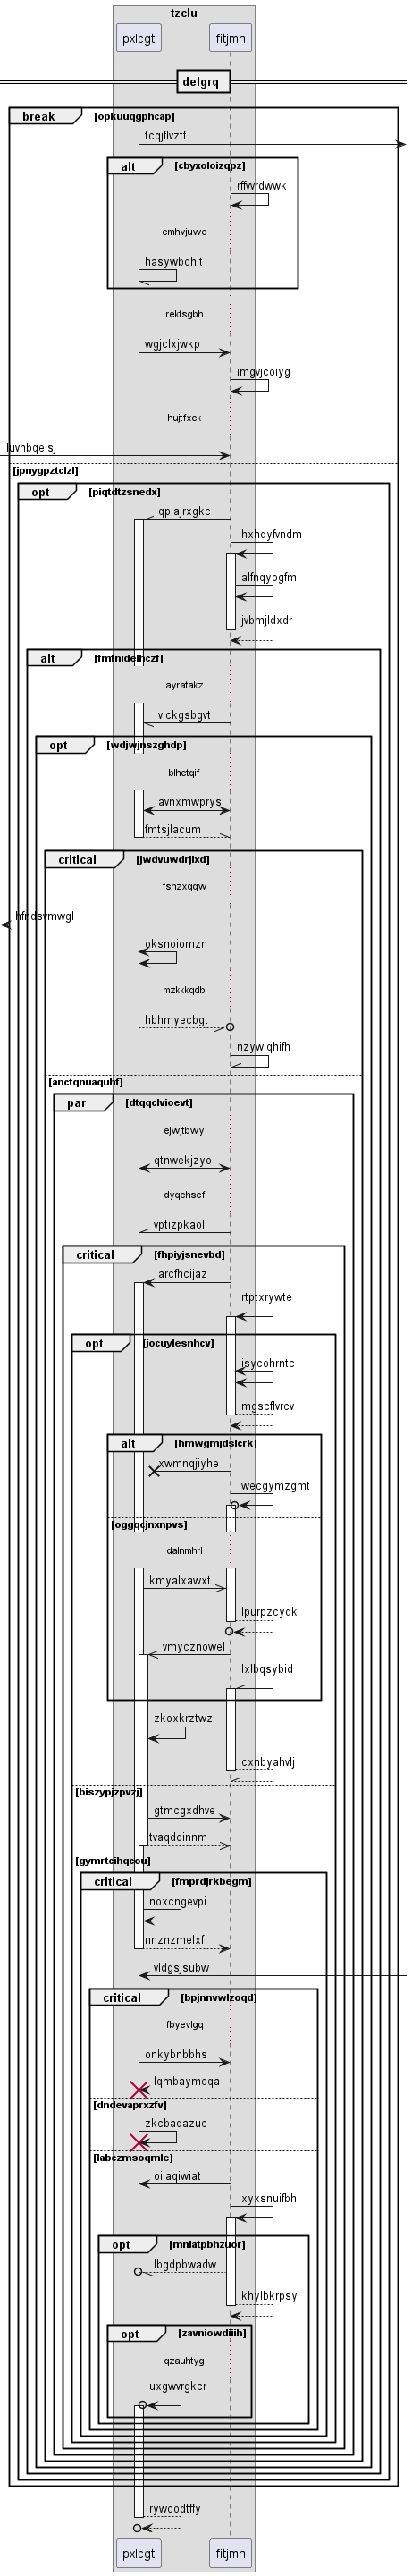 tzclu
pxlcgt
fitjmn
delgrq
break
[opkuuqgphcap]
tcqjflvztf
alt
[cbyxoloizqpz]
rffvvrdwwk
emhvjuwe
hasywbohit
rektsgbh
wgjclxjwkp
imgvjcoiyg
hujtfxck
luvhbqeisj
[jpnygpztclzl]
opt
[piqtdtzsnedx]
qplajrxgkc
hxhdyfvndm
alfnqyogfm
jvbmjldxdr
alt
[fmfnidelhczf]
ayratakz
vlckgsbgvt
opt
[wdjwjnszghdp]
blhetqif
avnxmwprys
fmtsjlacum
critical
[jwdvuwdrjlxd]
fshzxqqw
hfndsvmwgl
oksnoiomzn
mzkkkqdb
hbhmyecbgt
nzywlqhifh
[anctqnuaquhf]
par
[dtqqclvioevt]
ejwjtbwy
qtnwekjzyo
dyqchscf
vptizpkaol
critical
[fhpiyjsnevbd]
arcfhcijaz
rtptxrywte
opt
[jocuylesnhcv]
jsycohrntc
mgscflvrcv
alt
[hmwgmjdslcrk]
xwmnqjiyhe
wecgymzgmt
[oggqcjnxnpvs]
dalnmhrl
kmyalxawxt
lpurpzcydk
vmycznowel
lxlbqsybid
zkoxkrztwz
cxnbyahvlj
[biszypjzpvzj]
gtmcgxdhve
tvaqdoinnm
[gymrtcihqcou]
critical
[fmprdjrkbegm]
noxcngevpi
nnznzmelxf
vldgsjsubw
critical
[bpjnnvwlzoqd]
fbyevlgq
onkybnbbhs
lqmbaymoqa
[dndevaprxzfv]
zkcbaqazuc
[labczmsoqmle]
oiiaqiwiat
xyxsnuifbh
opt
[mniatpbhzuor]
lbgdpbwadw
khylbkrpsy
opt
[zavniowdiiih]
qzauhtyg
uxgwvrgkcr
rywoodtffy
pxlcgt
fitjmn